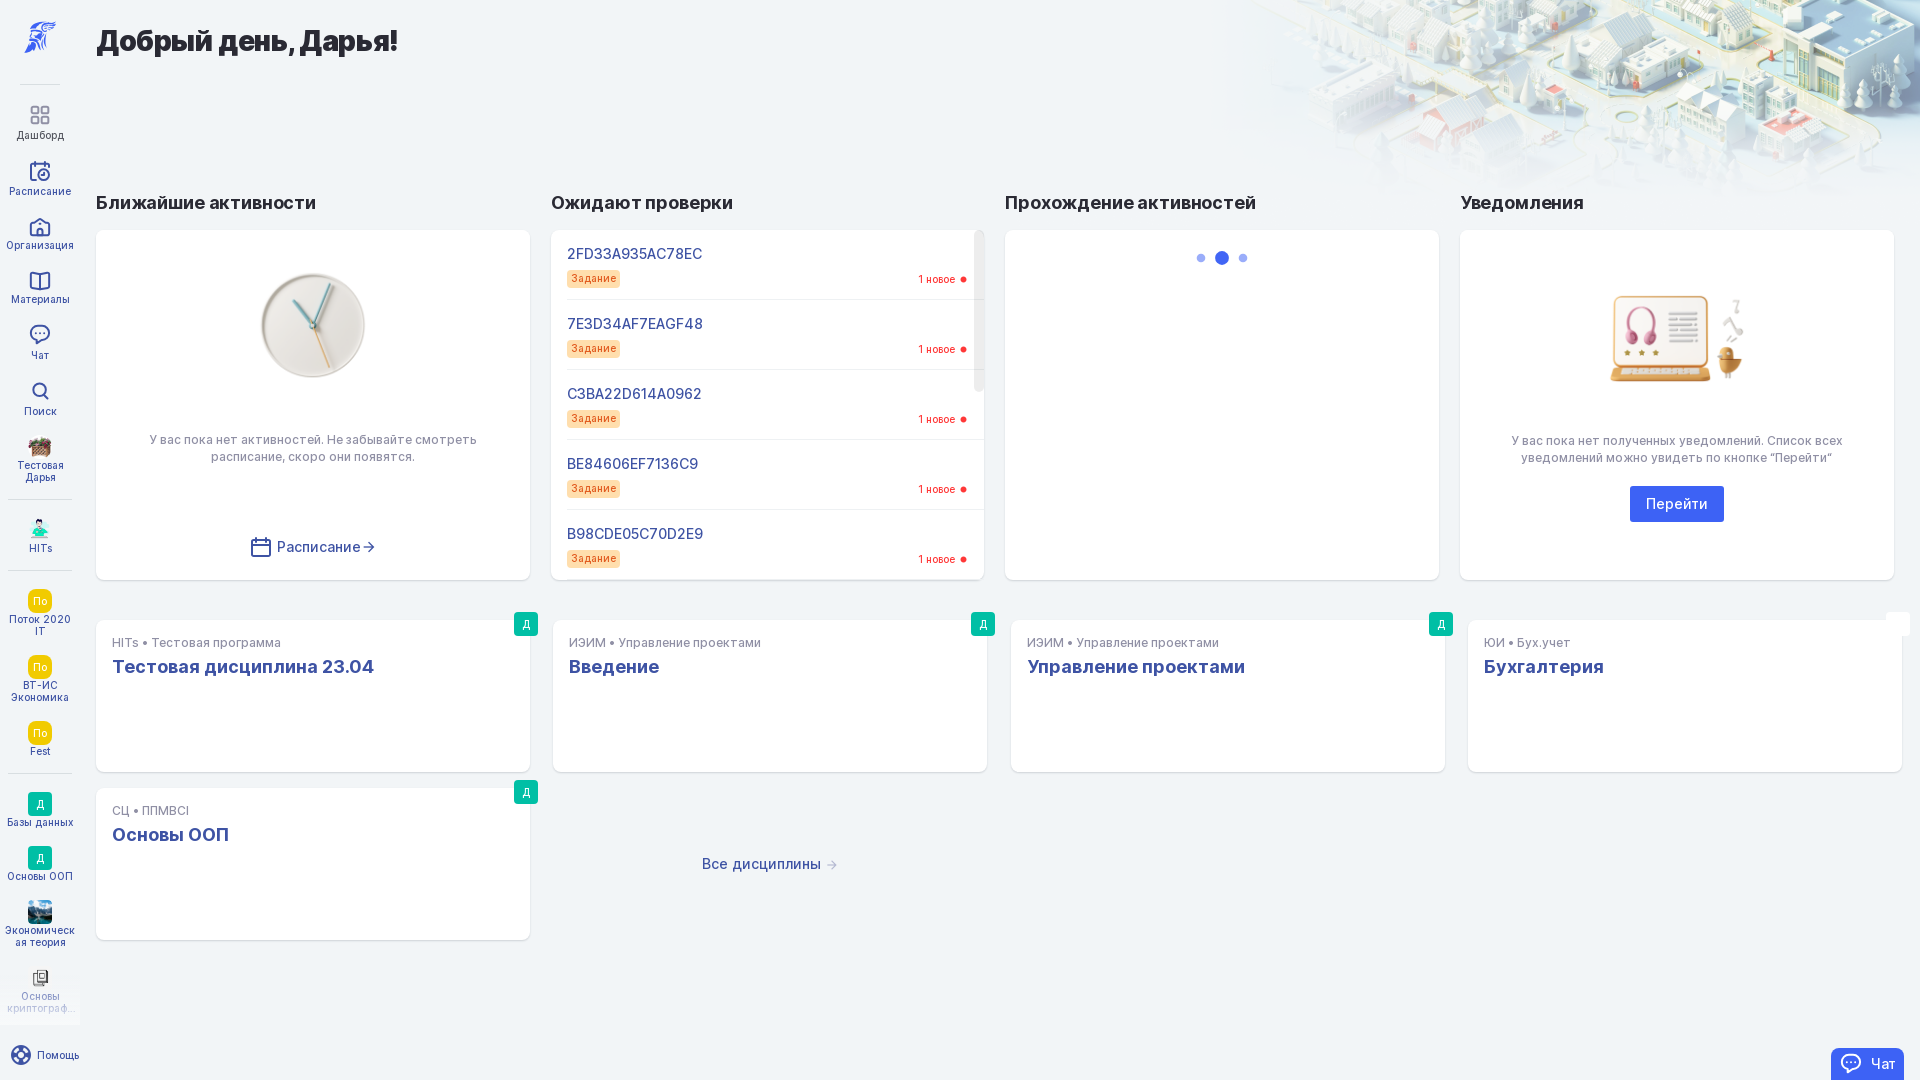 Добрый день, Дарья!
Дашборд
Расписание
Организация
Материалы
Чат
Поиск
Тестовая
Дарья
HITs
По
Поток 2020
IT
По
ВТ-ИС
Экономика
По
Fest
Д
Базы данных
Д
Основы ООП
Экономическ
ая теория
Основы
криптограф...
Помощь
Ближайшие активности
У вас пока нет активностей. Не забывайте смотреть
расписание, скоро они появятся.
Расписание
Ожидают проверки
2FD33A935AC78EC
Задание
1 новое
7E3D34AF7EAGF48
Задание
1 новое
C3BA22D614A0962
Задание
1 новое
BE84606EF7136C9
Задание
1 новое
B98CDE05C70D2E9
Задание
1 новое
Прохождение активностей
Уведомления
У вас пока нет полученных уведомлений. Список всех
уведомлений можно увидеть по кнопке “Перейти”
Перейти
Д
HITs • Тестовая программа
Тестовая дисциплина 23.04
Д
ИЭИМ • Управление проектами
Введение
Д
ИЭИМ • Управление проектами
Управление проектами
ЮИ • Бух.учет
Бухгалтерия
Д
СЦ • ППМВСI
Основы ООП
Все дисциплины
Чат